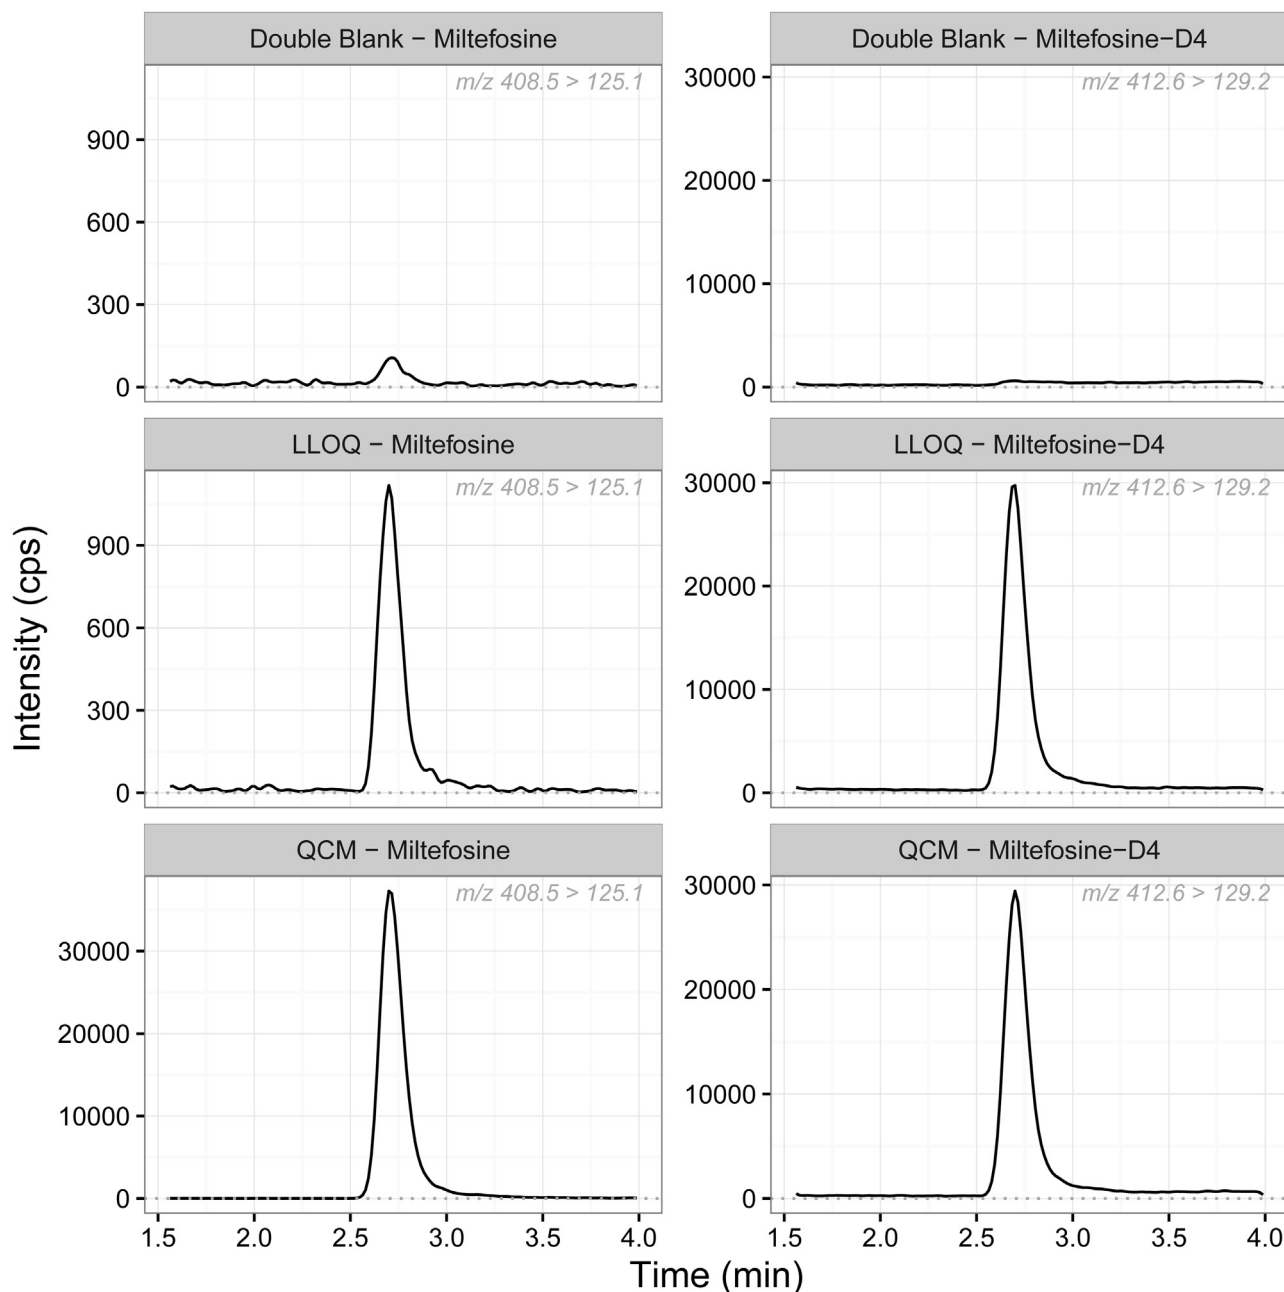 Double Blank − Miltefosine
Double Blank − Miltefosine−D4
m/z 408.5 > 125.1
m/z 412.6 > 129.2
900
600
300
0
30000
20000
10000
0
LLOQ − Miltefosine
LLOQ − Miltefosine−D4
m/z 408.5 > 125.1
m/z 412.6 > 129.2
900
600
300
0
30000
20000
10000
0
Intensity (cps)
QCM − Miltefosine
QCM − Miltefosine−D4
m/z 408.5 > 125.1
m/z 412.6 > 129.2
30000
20000
10000
0
30000
20000
10000
0
1.5 2.0 2.5 3.0 3.5 4.0
1.5 2.0 2.5 3.0 3.5 4.0
Time (min)